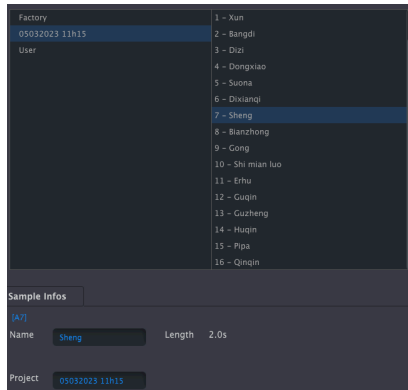 Factory
05032023 11h15
User
1 – Xun
2 – Bangdi
3 – Dizi
4 – Dongxiao
5 – Suona
6 – Dixianqi
7 – Sheng
8 – Bianzhong
9 – Gong
10 – Shi mian luo
11 – Erhu
12 – Guqin
13 – Guzheng
14 – Huqin
15 – Pipa
16 – Qinqin
Sample Infos
[A7]
Name Sheng Length 2.0s
Project 05032023 11h15